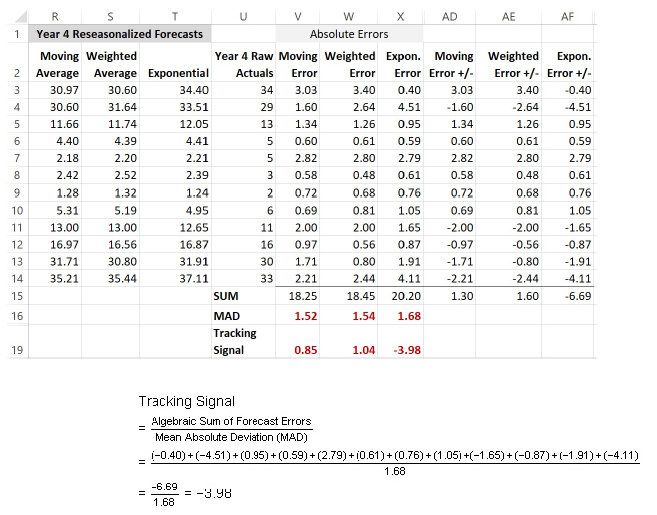 R S T U V W X AD AE AF
1 Year 4 Reseasonalized Forecasts Absolute Errors
Moving Weighted Year 4 Raw Moving Weighted Expon. Moving Weighted Expon.
2 Average Average Exponential Actuals Error Error Error Error +/- Error +/- Error +/-
3 30.97 30.60 34.40 34 3.03 3.40 0.40 3.03 3.40 -0.40
4 30.60 31.64 33.51 29 1.60 2.64 4.51 -1.60 -2.64 -4.51
5 11.66 11.74 12.05 13 1.34 1.26 0.95 1.34 1.26 0.95
6 4.40 4.39 4.41 5 0.60 0.61 0.59 0.60 0.61 0.59
7 2.18 2.20 2.21 5 2.82 2.80 2.79 2.82 2.80 2.79
8 2.42 2.52 2.39 3 0.58 0.48 0.61 0.58 0.48 0.61
9 1.28 1.32 1.24 2 0.72 0.68 0.76 0.72 0.68 0.76
10 5.31 5.19 4.95 6 0.69 0.81 1.05 0.69 0.81 1.05
11 13.00 13.00 12.65 11 2.00 2.00 1.65 -2.00 -2.00 -1.65
12 16.97 16.56 16.87 16 0.97 0.56 0.87 -0.97 -0.56 -0.87
13 31.71 30.80 31.91 30 1.71 0.80 1.91 -1.71 -0.80 -1.91
14 35.21 35.44 37.11 33 2.21 2.44 4.11 -2.21 -2.44 -4.11
15 SUM 18.25 18.45 20.20 1.30 1.60 -6.69
16 MAD 1.52 1.54 1.68
Tracking
19 Signal 0.85 1.04 -3.98
Tracking Signal
= Algebraic Sum of Forecast Errors
Mean Absolute Deviation (MAD)
= (−0.40)+(−4.51)+(0.95)+(0.59)+(2.79)+(0.61)+(0.76)+(1.05)+(−1.65)+(−0.87)+(−1.91)+(−4.11)
1.68
= −6.69 = −3.98
1.68